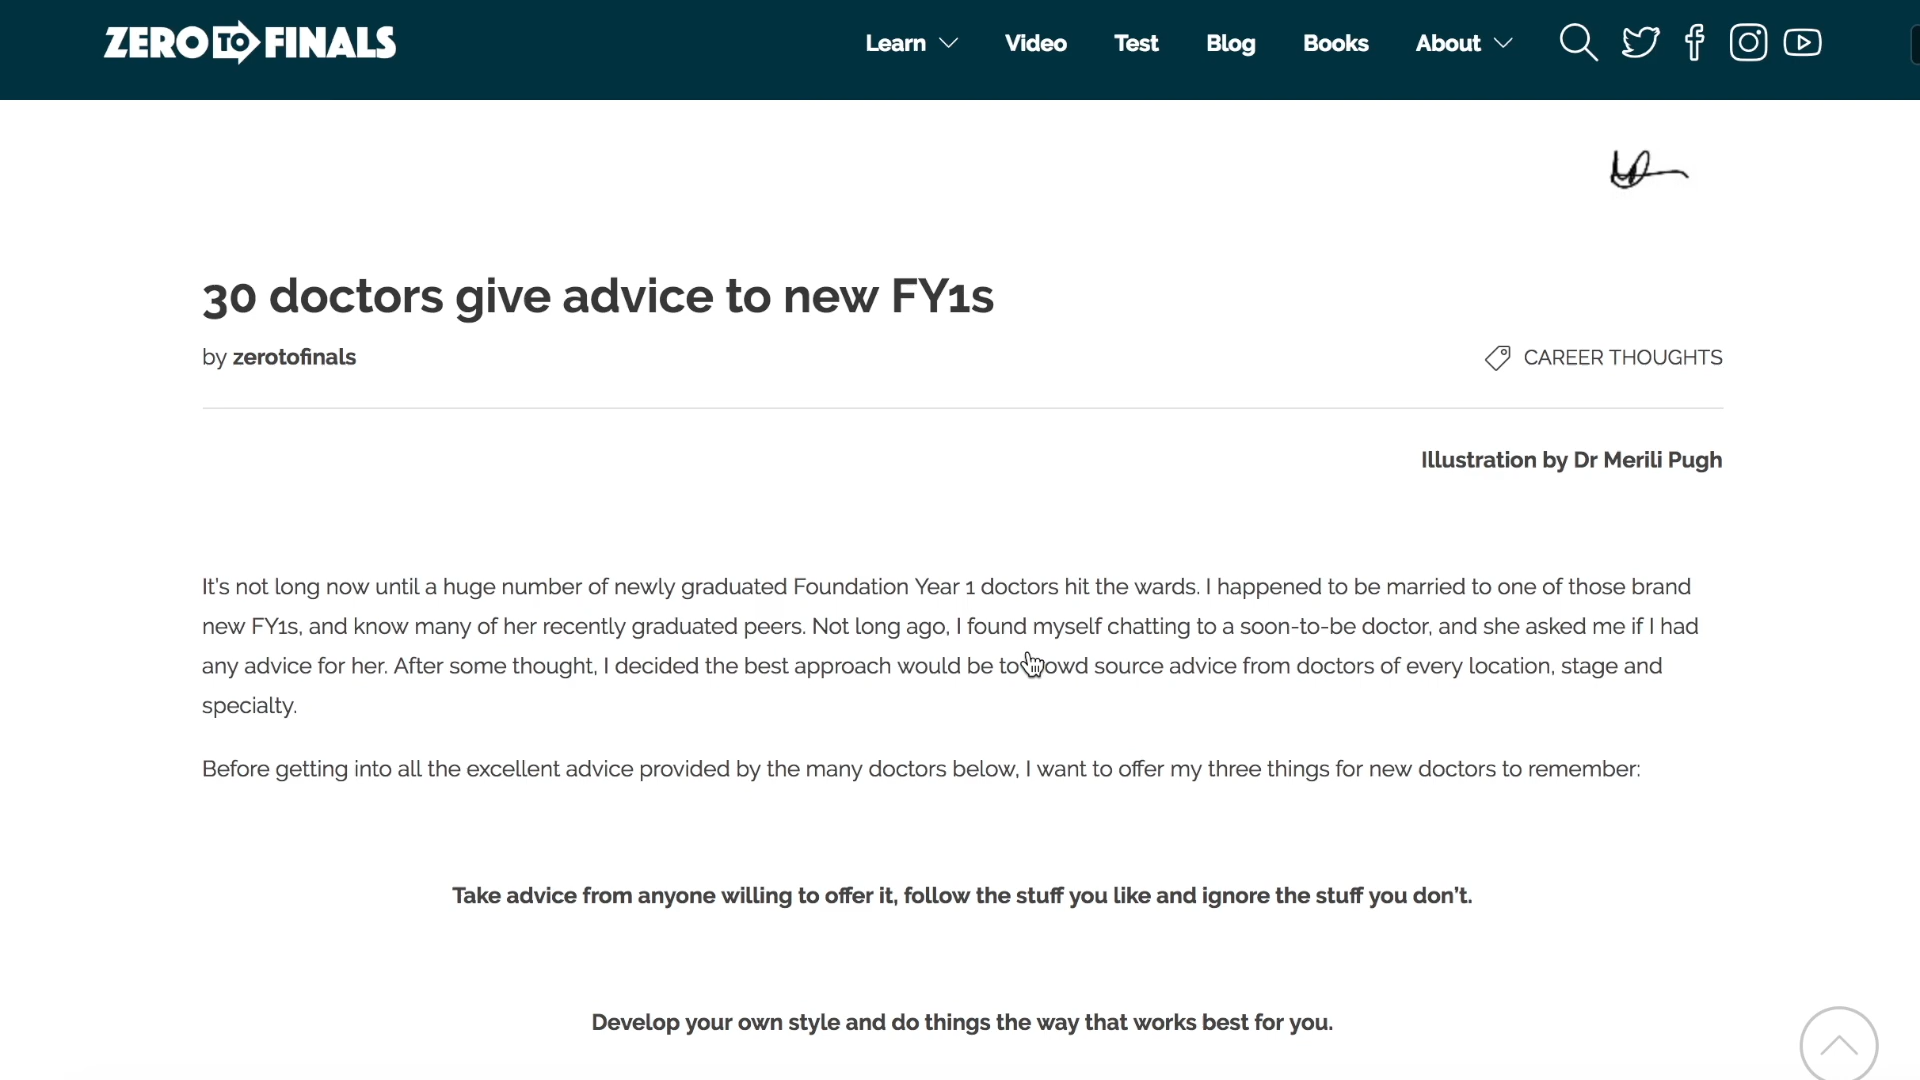 ZERO TO FINALS
Learn Video Test Blog Books About
30 doctors give advice to new FY1s
by zerotofinals
CAREER THOUGHTS
Illustration by Dr Merili Pugh
It's not long now until a huge number of newly graduated Foundation Year 1 doctors hit the wards. I happened to be married to one of those brand
new FY1s, and know many of her recently graduated peers. Not long ago, I found myself chatting to a soon-to-be doctor, and she asked me if I had
any advice for her. After some thought, I decided the best approach would be to crowd source advice from doctors of every location, stage and
specialty.
Before getting into all the excellent advice provided by the many doctors below, I want to offer my three things for new doctors to remember:
Take advice from anyone willing to offer it, follow the stuff you like and ignore the stuff you don't.
Develop your own style and do things the way that works best for you.